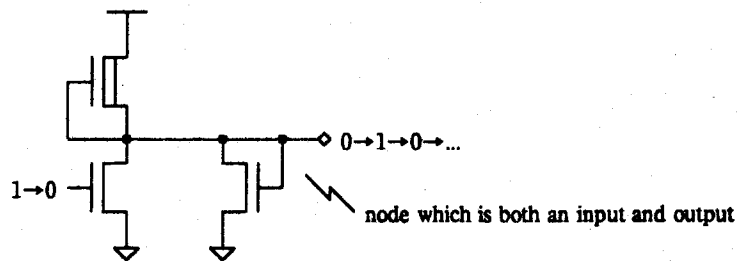 0→1→0→...
1→0
node which is both an input and output